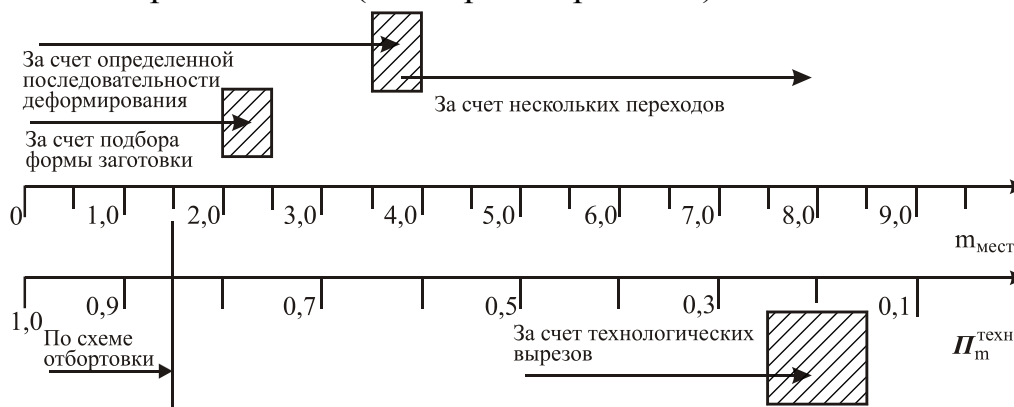 За счет определенной
последовательности
деформирования
За счет нескольких переходов
За счет подбора
формы заготовки
0 1,0 2,0 3,0 4,0 5,0 6,0 7,0 8,0 9,0
mмест
1,0 0,9 0,7 0,5 0,3 0,1
По схеме
отбортовки
За счет технологических
вырезов
Пmтехн